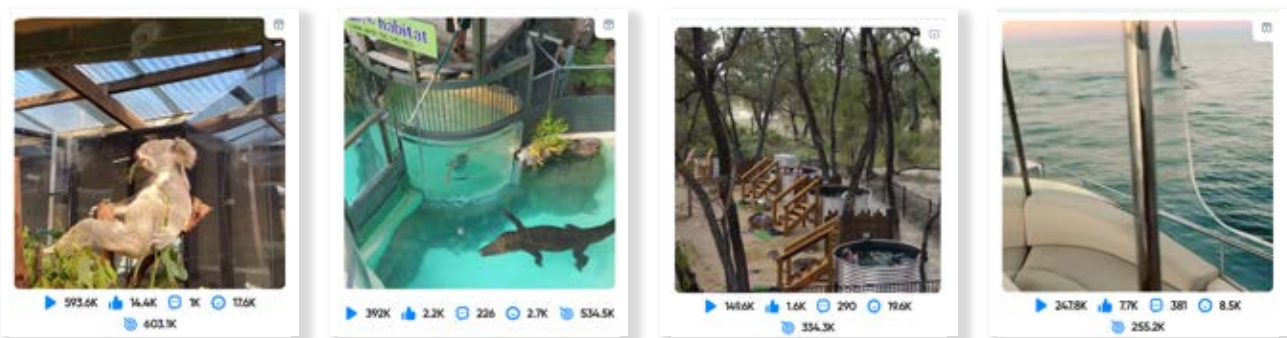 593.6K 14.4K 1K 17.6K
603.1K
habitat
392K 2.2K 226 2.7K 534.5K
149.6K 1.6K 290 19.6K
334.3K
247.8K 7.7K 381 8.5K
255.2K